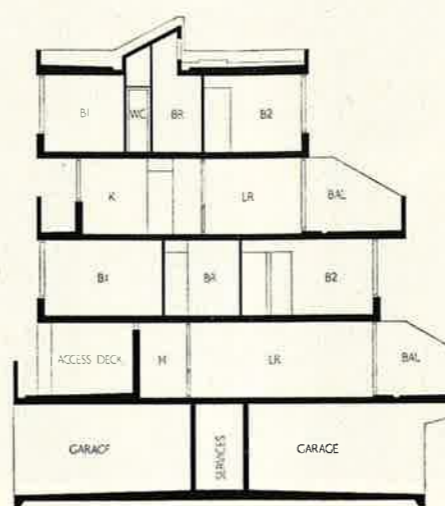 B1
WC
BR
B2
K
LR
BAL
B1
BR
B2
ACCESS DECK
H
LR
BAL
GARAGE
SERVICES
GARAGE